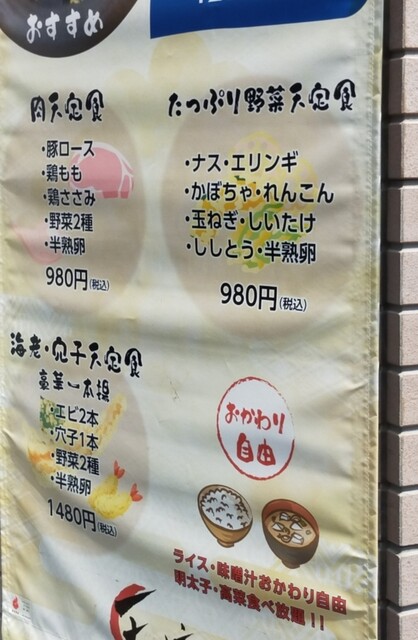 おすすめ
肉天定食
・豚ロース
・鶏もも
・鶏ささみ
・野菜2種
・半熟卵
980円(税込)
たっぷり野菜天定食
・ナス・エリンギ
・かぼちゃ・れんこん
・玉ねぎ・しいたけ
・ししとう・半熟卵
980円(税込)
海老・穴子天定食
豪華一本揚
・エビ2本
・穴子1本
・野菜2種
・半熟卵
1480円(税込)
おかわり
自由
ライス・味噌汁おかわり自由
明太子・高菜食べ放題!!